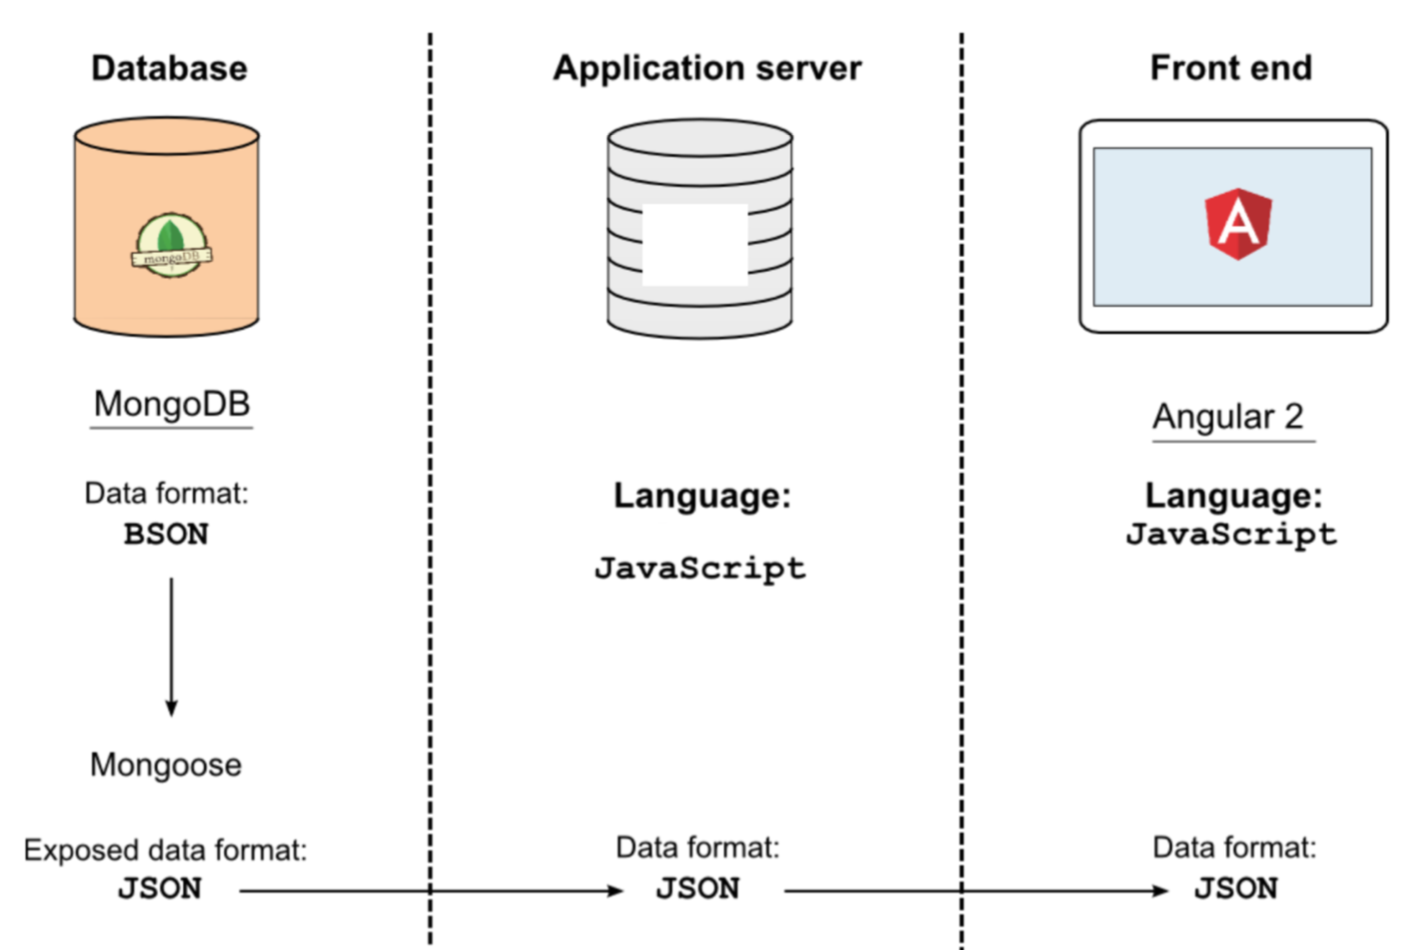 Database
mongoDB
MongoDB
Data format:
BSON
Mongoose
Exposed data format:
JSON
Application server
Language:
JavaScript
Data format:
JSON
Front end
A
Angular 2
Language:
JavaScript
Data format:
JSON